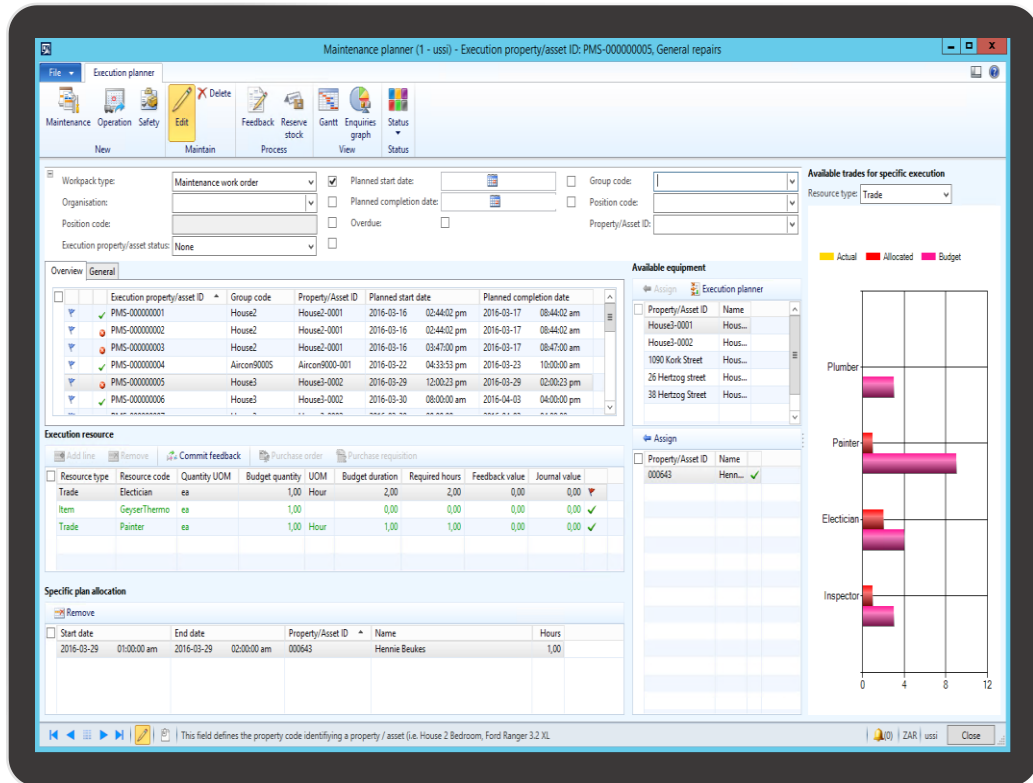 Maintenance planner (1 - ussi) - Execution property/asset ID: PMS-000000005, General repairs
File
Execution planner
Maintenance Operation Safety Edit Delete Feedback Reserve stock Gantt Enquiries graph Status
New Maintain Process View Status
Workpack type: Maintenance work order Planned start date: Group code:
Organisation: Planned completion date: Position code:
Position code: Overdue: Property/Asset ID:
Execution property/asset status: None
Available trades for specific execution
Resource type: Trade
Actual Allocated Budget
Overview General
Execution property/asset ID Group code Property/Asset ID Planned start date Planned completion date
PMS-000000001 House2 House2-0001 2016-03-16 02:44:02 pm 2016-03-17 08:44:02 am
PMS-000000002 House2 House2-0001 2016-03-16 02:44:02 pm 2016-03-17 08:44:02 am
PMS-000000003 House2 House2-0001 2016-03-16 03:47:00 pm 2016-03-17 08:47:00 am
PMS-000000004 Aircon9000S Aircon9000-001 2016-03-22 04:33:53 pm 2016-03-23 10:00:00 am
PMS-000000005 House3 House3-0002 2016-03-29 12:00:23 pm 2016-03-29 02:00:23 pm
PMS-000000006 House3 House3-0002 2016-03-30 08:00:00 am 2016-04-03 04:00:00 pm
Available equipment
Assign Execution planner
Property/Asset ID Name
House3-0001 Hous...
House3-0002 Hous...
1090 Kork Street Hous...
26 Hertzog street Hous...
38 Hertzog Street Hous...
Execution resource
Add line Remove Commit feedback Purchase order Purchase requisition
Resource type Resource code Quantity UOM Budget quantity UOM Budget duration Required hours Feedback value Journal value
Trade Electician ea 1,00 Hour 2,00 2,00 0,00 0,00
Item GeyserThermo ea 1,00 0,00 0,00 0,00 0,00
Trade Painter ea 1,00 Hour 1,00 1,00 0,00 0,00
Assign
Property/Asset ID Name
000643 Henn...
Specific plan allocation
Remove
Start date End date Property/Asset ID Name Hours
2016-03-29 01:00:00 am 2016-03-29 02:00:00 am 000643 Hennie Beukes 1,00
Plumber
Painter
Electician
Inspector
0 4 8 12
This field defines the property code identifiying a property / asset (i.e. House 2 Bedroom, Ford Ranger 3.2 XL
(0) ZAR ussi Close